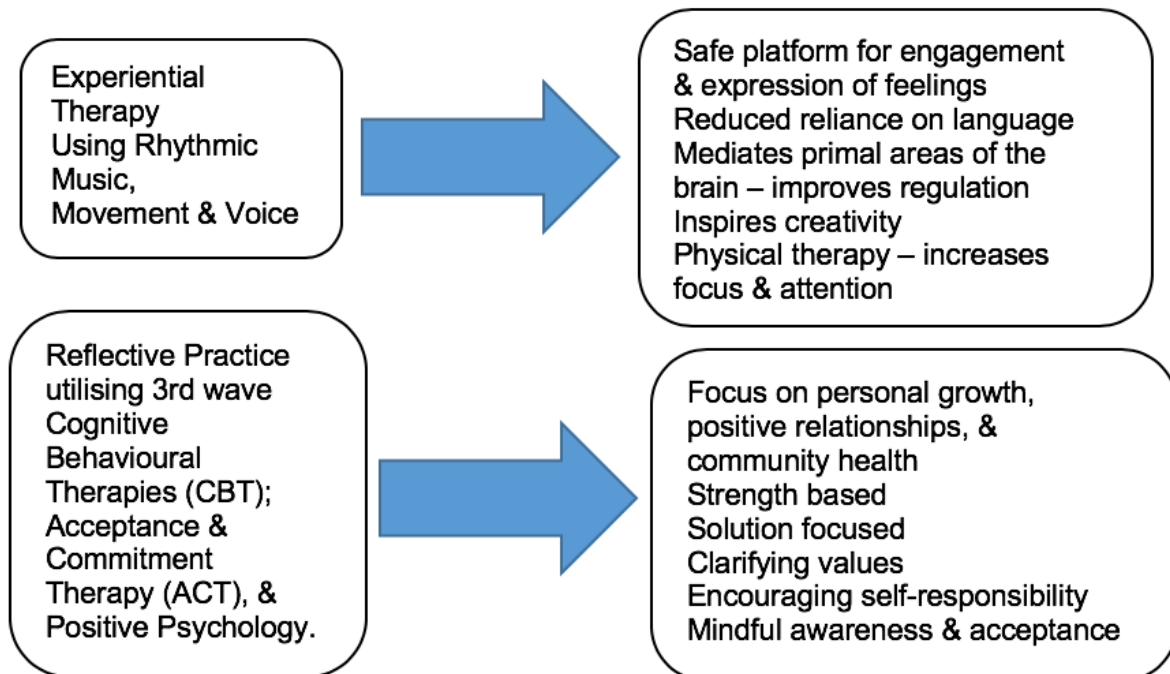 Experiential
Therapy
Using Rhythmic
Music,
Movement & Voice
Safe platform for engagement
& expression of feelings
Reduced reliance on language
Mediates primal areas of the
brain – improves regulation
Inspires creativity
Physical therapy – increases
focus & attention
Reflective Practice
utilising 3rd wave
Cognitive
Behavioural
Therapies (CBT);
Acceptance &
Commitment
Therapy (ACT), &
Positive Psychology.
Focus on personal growth,
positive relationships, &
community health
Strength based
Solution focused
Clarifying values
Encouraging self-responsibility
Mindful awareness & acceptance